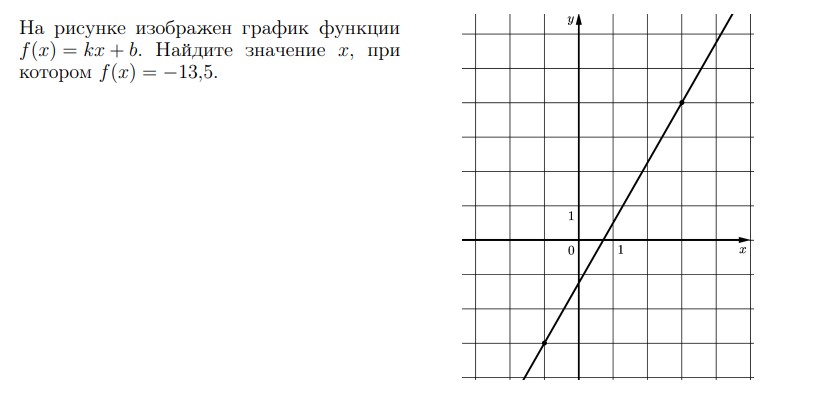 На рисунке изображен график функции
f(x) = kx + b. Найдите значение x, при
котором f(x) = −13,5.
y
1
0
1
x